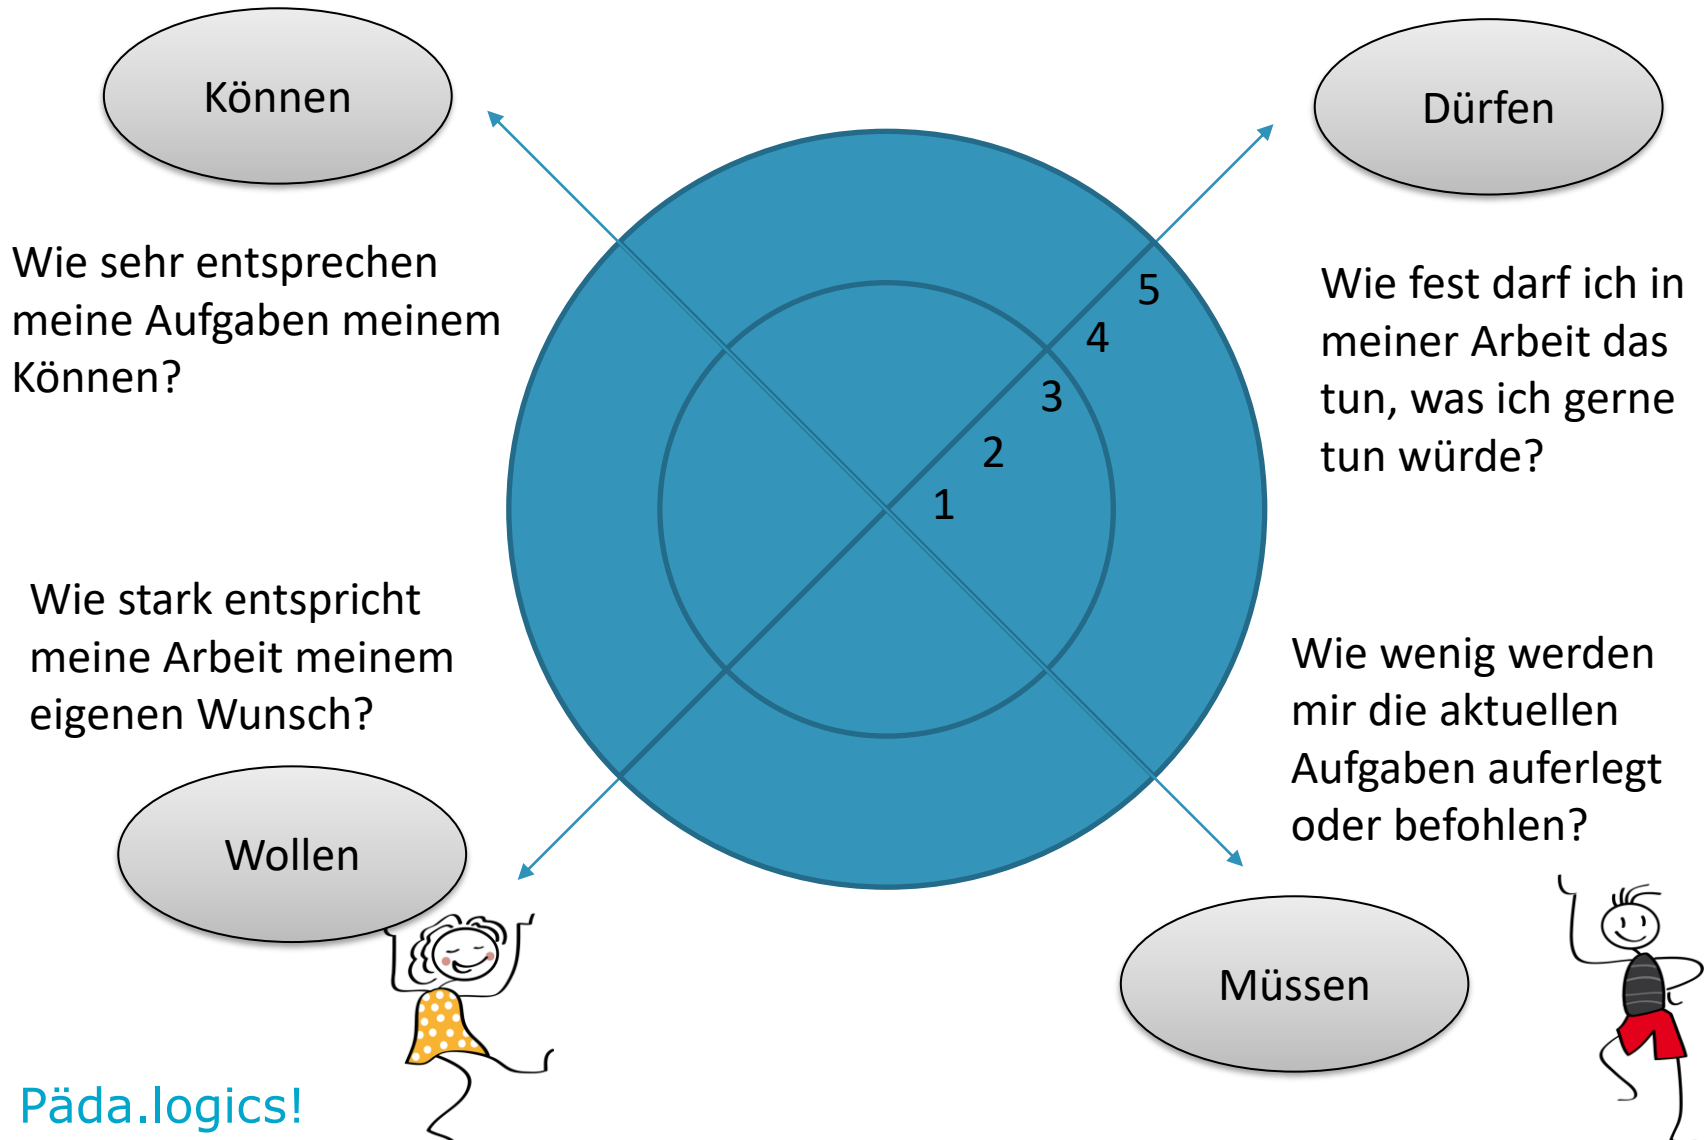 Können
Wie sehr entsprechen
meine Aufgaben meinem
Können?
Dürfen
Wie fest darf ich in
meiner Arbeit das
tun, was ich gerne
tun würde?
5
4
3
2
1
Wie stark entspricht
meine Arbeit meinem
eigenen Wunsch?
Wollen
Wie wenig werden
mir die aktuellen
Aufgaben auferlegt
oder befohlen?
Müssen
Päda.logics!